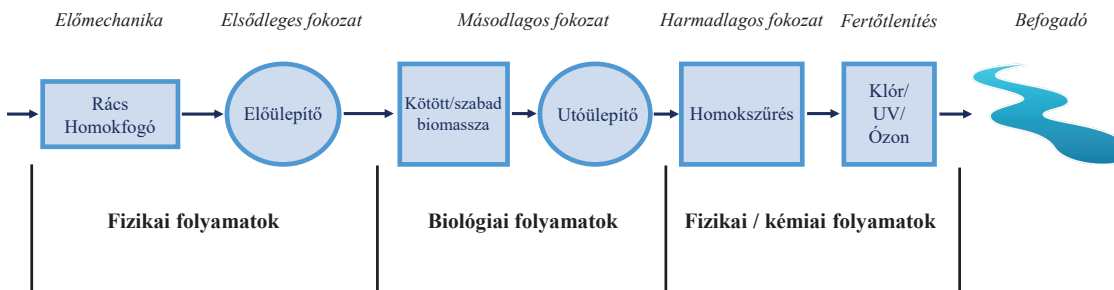 Előmechanika
Elsődleges fokozat
Másodlagos fokozat
Harmadlagos fokozat
Fertőtlenítés
Befogadó
Rács
Homokfogó
Előülepítő
Kötött/szabad
biomassza
Utóülepítő
Homokszűrés
Klór/
UV/
Ózon
Fizikai folyamatok
Biológiai folyamatok
Fizikai / kémiai folyamatok